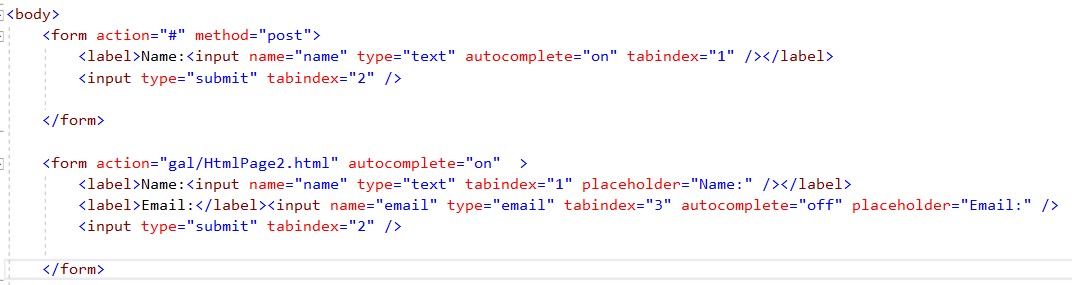 <body>
<form action="#" method="post">
<label>Name:<input name="name" type="text" autocomplete="on" tabindex="1" /></label>
<input type="submit" tabindex="2" />
</form>
<form action="gal/HtmlPage2.html" autocomplete="on"  >
<label>Name:<input name="name" type="text" tabindex="1" placeholder="Name:" /></label>
<label>Email:</label><input name="email" type="email" tabindex="3" autocomplete="off" placeholder="Email:" />
<input type="submit" tabindex="2" />
</form>